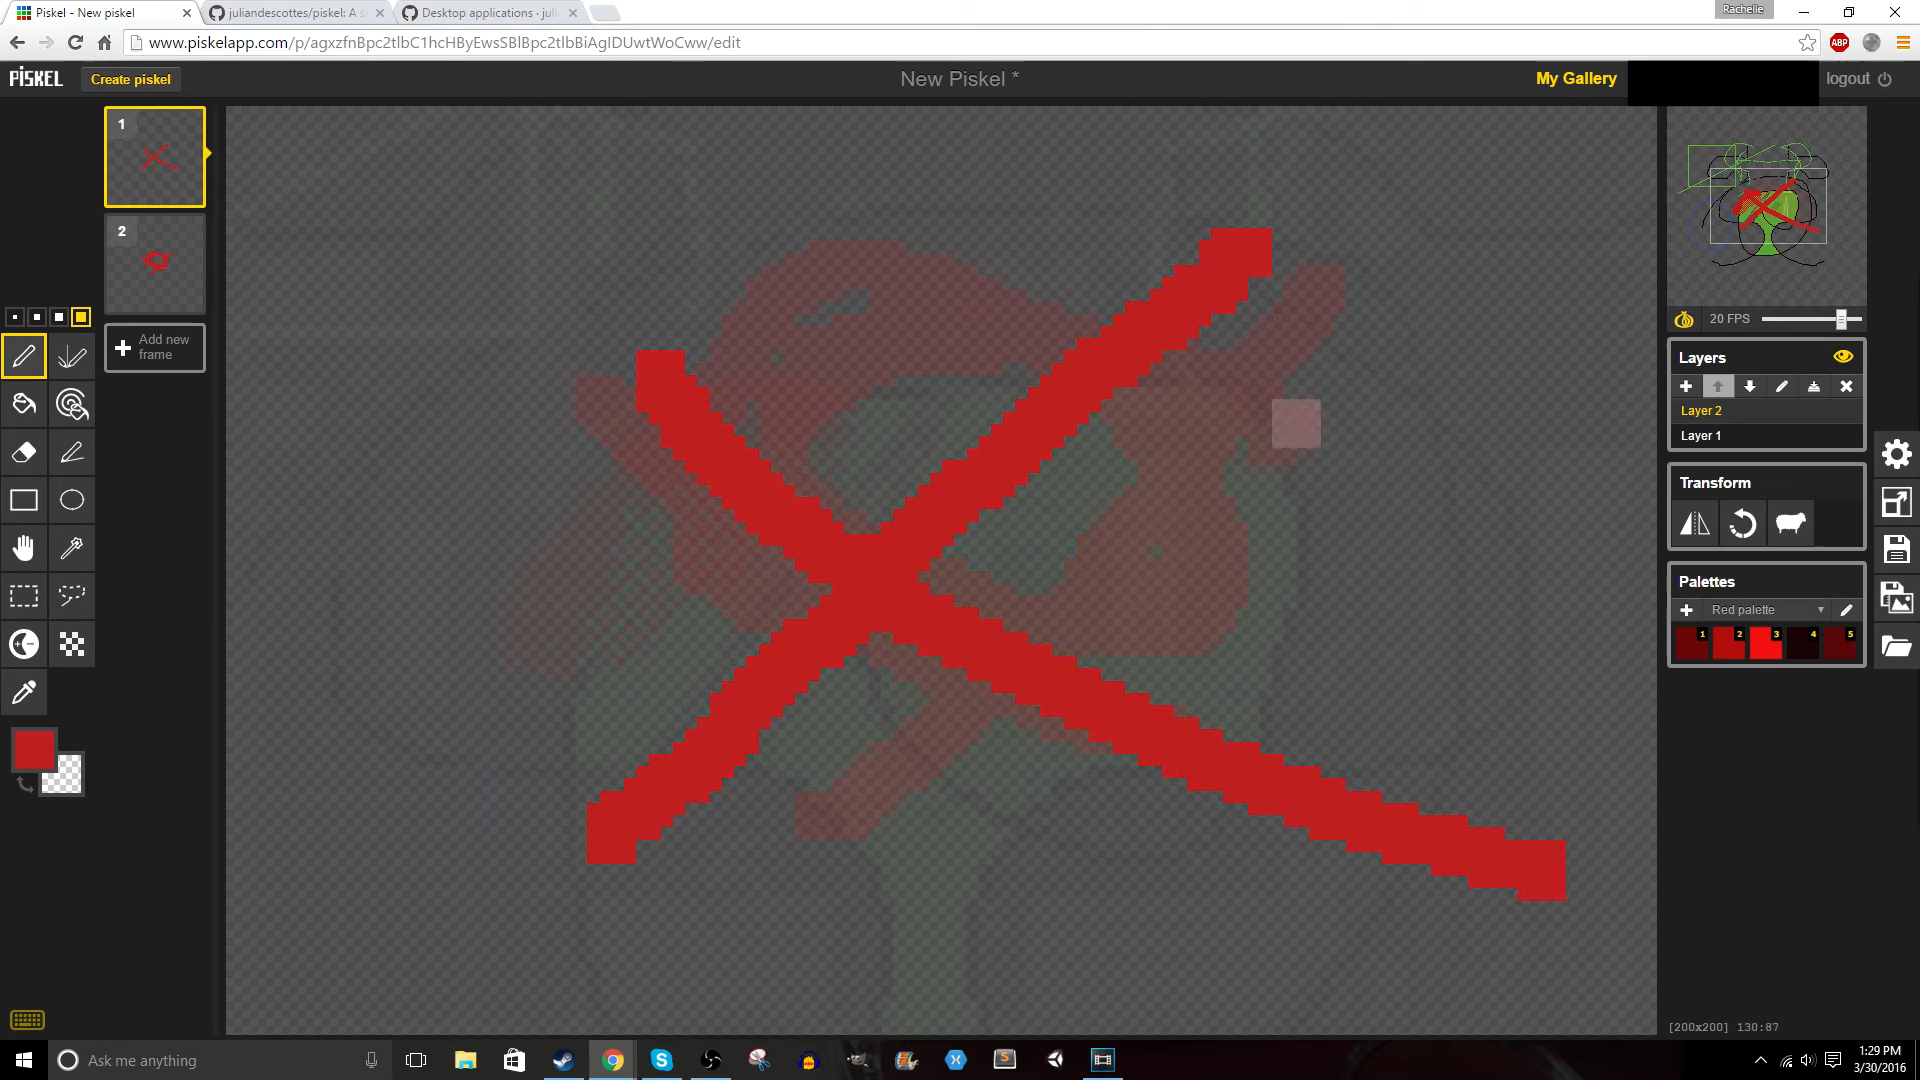 Piskel - New piskel
juliandescottes/piskel: A s
Desktop applications · juli
Rachelle
www.piskelapp.com/p/agxzfnBpc2tlbC1hcHByEwsSBlBpc2tlbBiAgIDUwtWoCww/edit
ABP
PISKEL
Create piskel
New Piskel *
My Gallery
logout
1
2
Add new
frame
20 FPS
Layers
Layer 2
Layer 1
Transform
Palettes
Red palette
1 2 3 4 5
[200x200] 130:87
Ask me anything
1:29 PM
3/30/2016